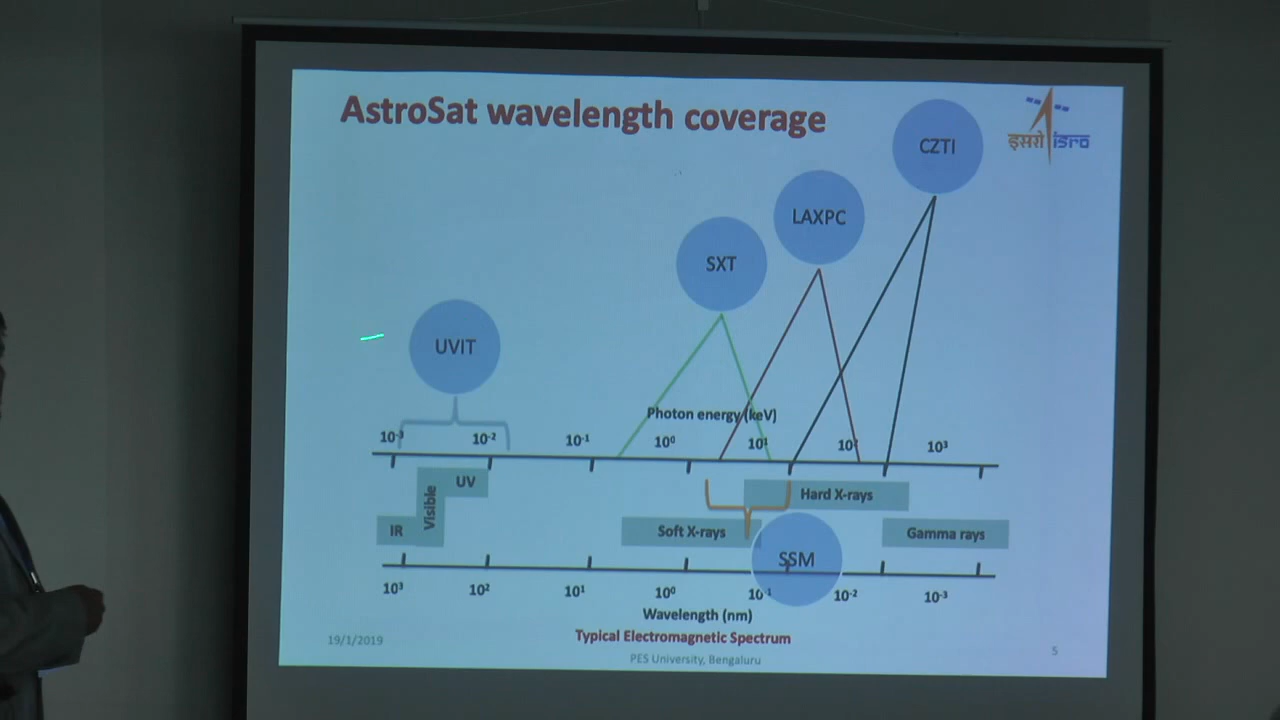 AstroSat wavelength coverage
CZTI
इसरो isro
LAXPC
SXT
UVIT
Photon energy (keV)
10⁻³ 10⁻² 10⁻¹ 10⁰ 10¹ 10² 10³
UV
Visible
IR
Hard X-rays
Soft X-rays
Gamma rays
SSM
10³ 10² 10¹ 10⁰ 10⁻¹ 10⁻² 10⁻³
Wavelength (nm)
Typical Electromagnetic Spectrum
19/1/2019
PES University, Bengaluru
5